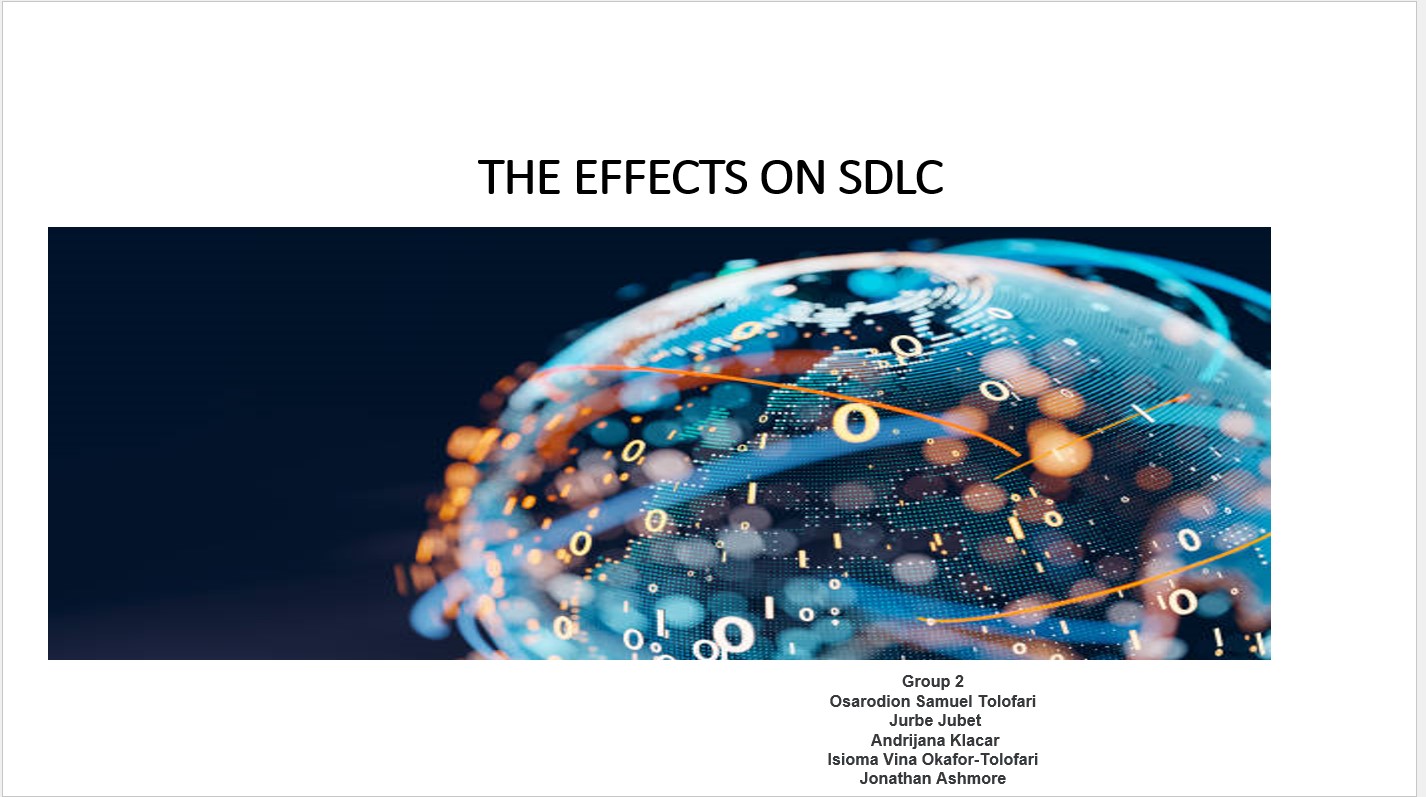 THE EFFECTS ON SDLC
Group 2
Osarodion Samuel Tolofari
Jurbe Jubet
Andrijana Klacar
Isioma Vina Okafor-Tolofari
Jonathan Ashmore